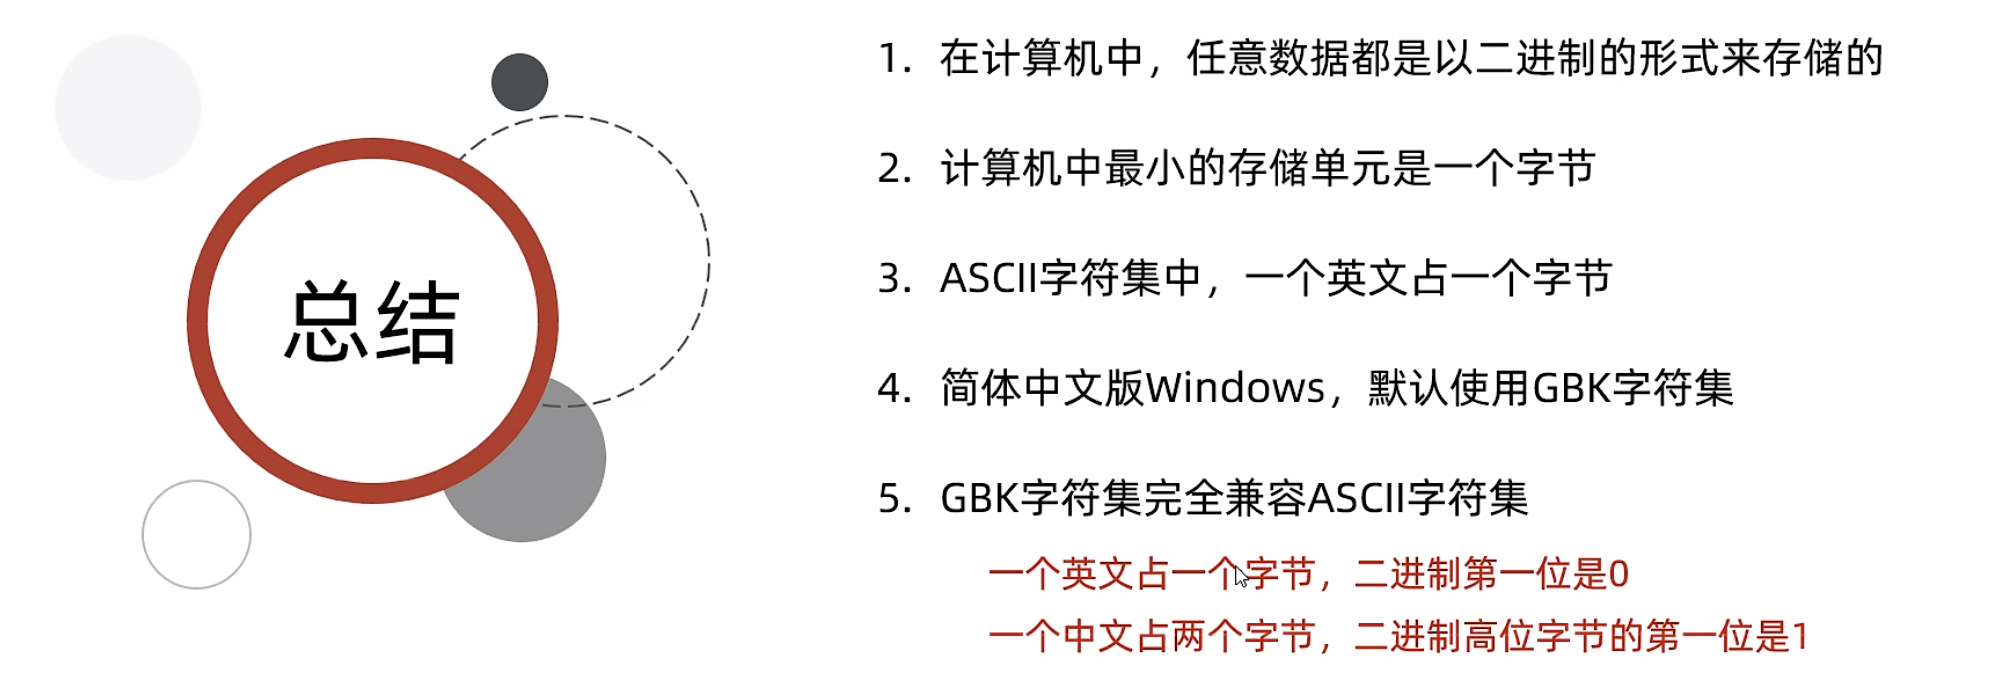 总结
1. 在计算机中，任意数据都是以二进制的形式来存储的
2. 计算机中最小的存储单元是一个字节
3. ASCII字符集中，一个英文占一个字节
4. 简体中文版Windows，默认使用GBK字符集
5. GBK字符集完全兼容ASCII字符集
一个英文占一个字节，二进制第一位是0
一个中文占两个字节，二进制高位字节的第一位是1